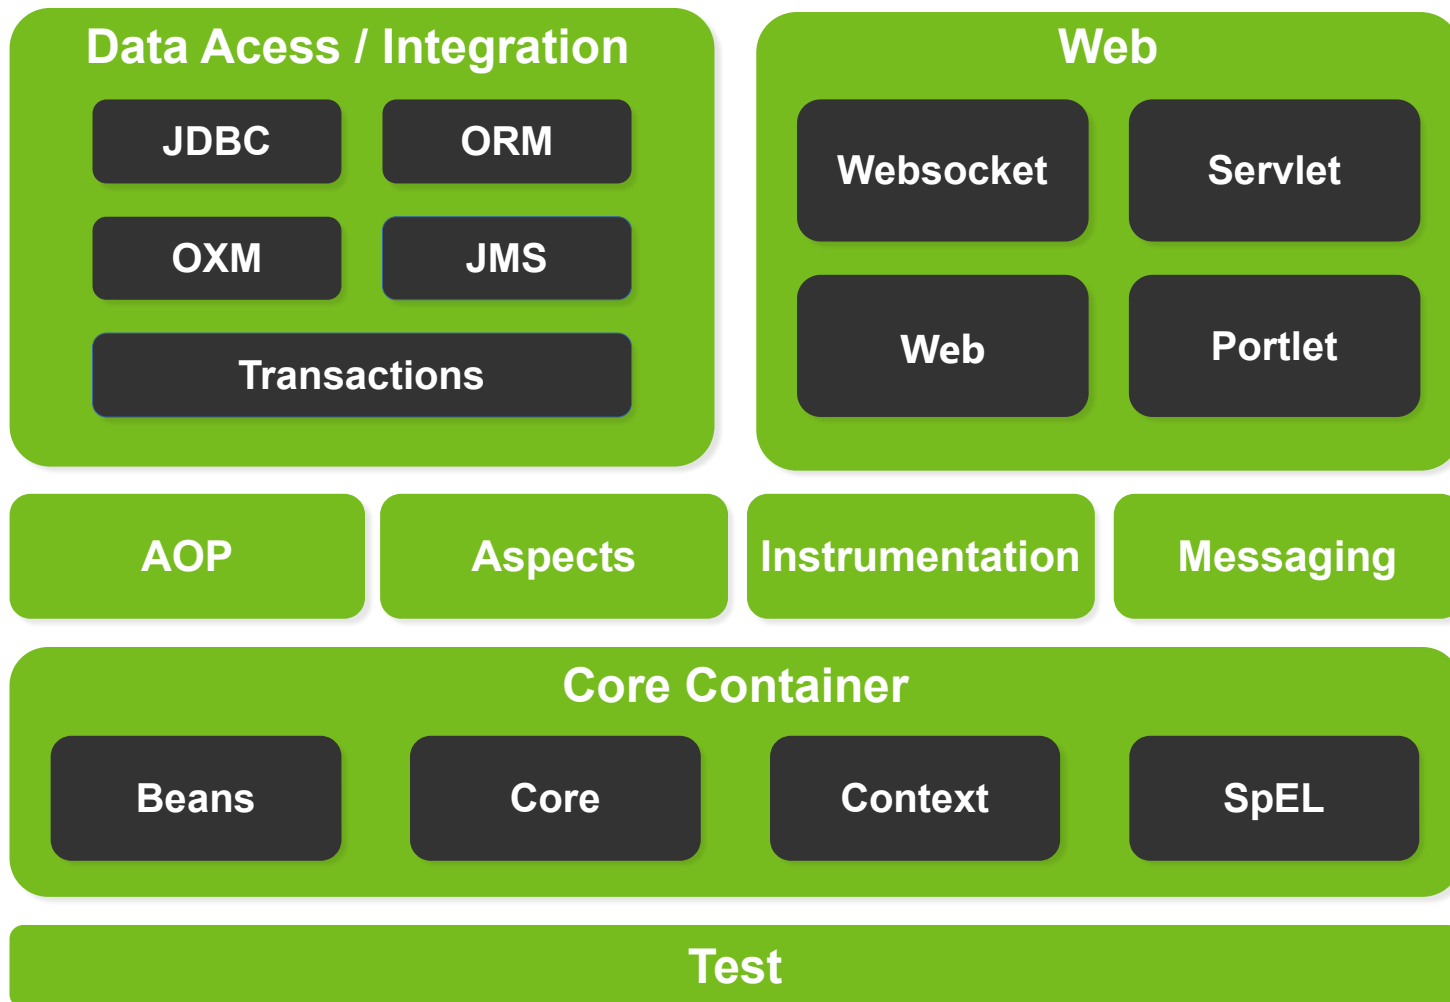 Data Acess / Integration
JDBC
ORM
OXM
JMS
Transactions
Web
Websocket
Servlet
Web
Portlet
AOP
Aspects
Instrumentation
Messaging
Core Container
Beans
Core
Context
SpEL
Test